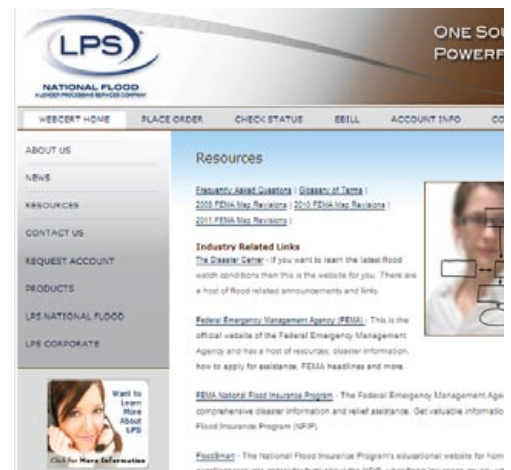 LPS
NATIONAL FLOOD
A LENDER PROCESSING SERVICES COMPANY
ONE SOU
POWERF
WEBCERT HOME PLACE ORDER CHECK STATUS EBILL ACCOUNT INFO CO
ABOUT US
NEWS
RESOURCES
CONTACT US
REQUEST ACCOUNT
PRODUCTS
LPS NATIONAL FLOOD
LPS CORPORATE
Want to
Learn
More
About
LPS?
Click for More Information
Resources
Frequently Asked Questions | Glossary of Terms |
2009 FEMA Map Revisions | 2010 FEMA Map Revisions |
2011 FEMA Map Revisions |
Industry Related Links
The Disaster Center - If you want to learn the latest flood
watch conditions then this is the website for you. There are
a host of flood related announcements and links.
Federal Emergency Management Agency (FEMA) - This is the
official website of the Federal Emergency Management
Agency and has a host of resources, disaster information,
how to apply for assistance, FEMA headlines and more.
FEMA National Flood Insurance Program - The Federal Emergency Management Age
comprehensive disaster information and relief assistance. Get valuable informatio
Flood Insurance Program (NFIP).
FloodSmart - The National Flood Insurance Program's educational website for hom